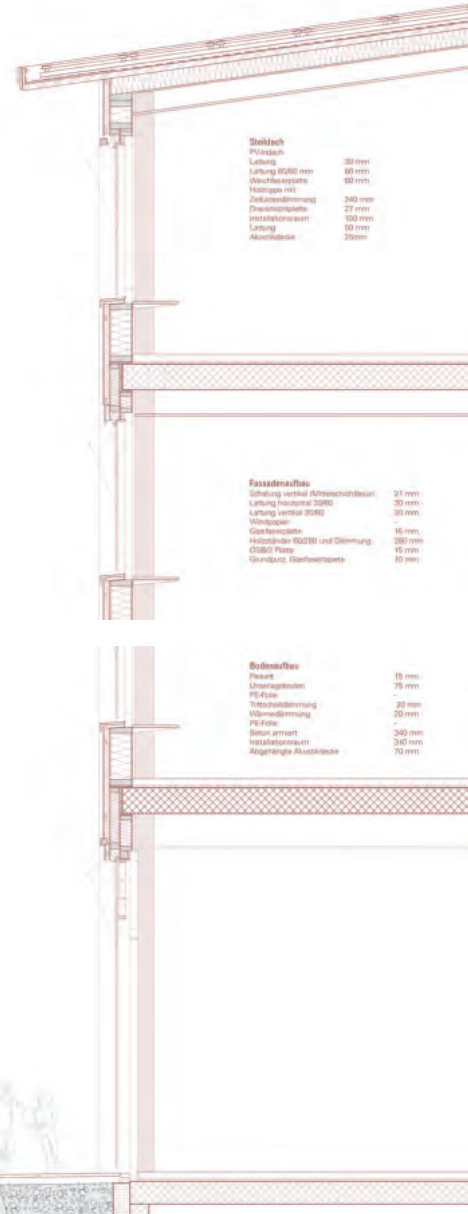 Steildach
PV-Indach
Lattung 30 mm
Lattung 60/60 mm 60 mm
Weichfaserplatte 60 mm
Holzrippe mit
Zellulosedämmung 240 mm
Dreischichtplatte 27 mm
Installationsraum 100 mm
Lattung 50 mm
Akustikdecke 25mm
Fassadenaufbau
Schalung vertikal (Mittelschichtlasur) 21 mm
Lattung horizontal 30/60 30 mm
Lattung vertikal 30/60 30 mm
Windpapier -
Gipsfaserplatte 15 mm
Holzständer 60/280 und Dämmung 280 mm
OSB/3 Platte 15 mm
Grundputz, Glasfasertapete 10 mm
Bodenaufbau
Parkett 15 mm
Unterlagsboden 75 mm
PE-Folie -
Trittschalldämmung 20 mm
Wärmedämmung 20 mm
PE-Folie -
Beton armiert 340 mm
Installationsraum 310 mm
Abgehängte Akustikdecke 70 mm